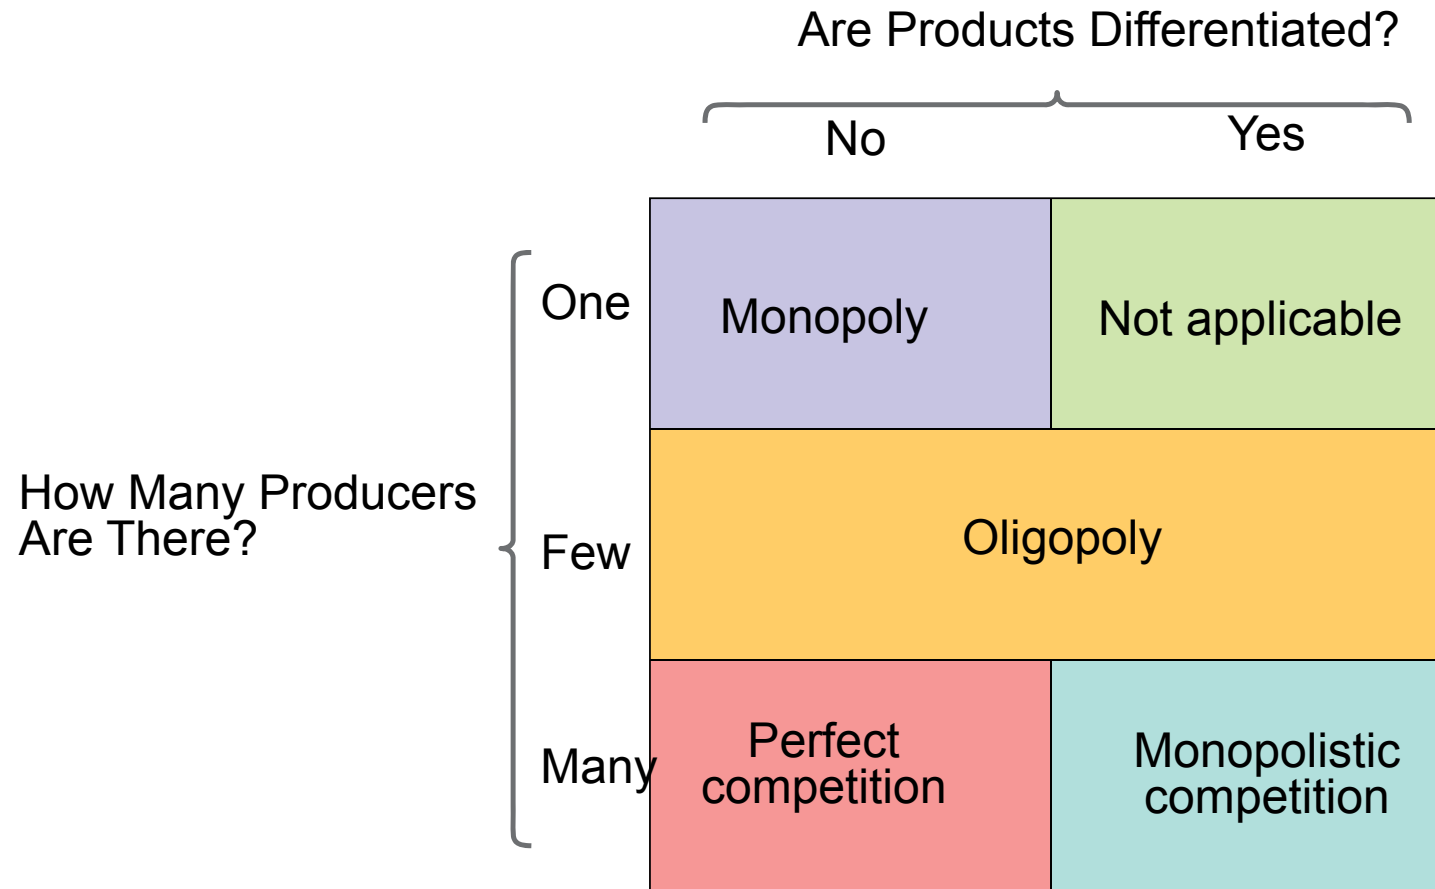 Are Products Differentiated?
No
Yes
One
Monopoly
Not applicable
How Many Producers
Are There?
Few
Oligopoly
Many
Perfect
competition
Monopolistic
competition